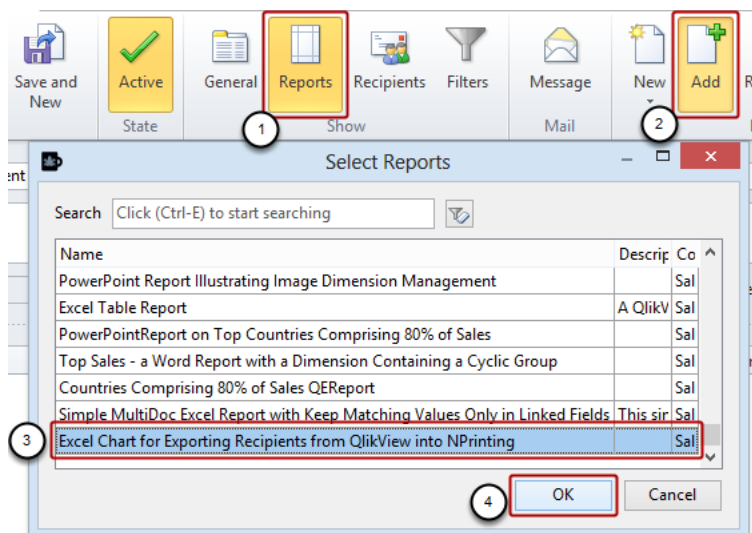 Save and
New
Active
General
Reports
Recipients
Filters
Message
New
Add
R
State
1
Show
Mail
2
ent
Select Reports
Search
Click (Ctrl-E) to start searching
Name
Descrip
Co
PowerPoint Report Illustrating Image Dimension Management
Sal
Excel Table Report
A QlikV
Sal
PowerPointReport on Top Countries Comprising 80% of Sales
Sal
Top Sales - a Word Report with a Dimension Containing a Cyclic Group
Sal
Countries Comprising 80% of Sales QEReport
Sal
Simple MultiDoc Excel Report with Keep Matching Values Only in Linked Fields
This sir
Sal
3
Excel Chart for Exporting Recipients from QlikView into NPrinting
Sal
4
OK
Cancel